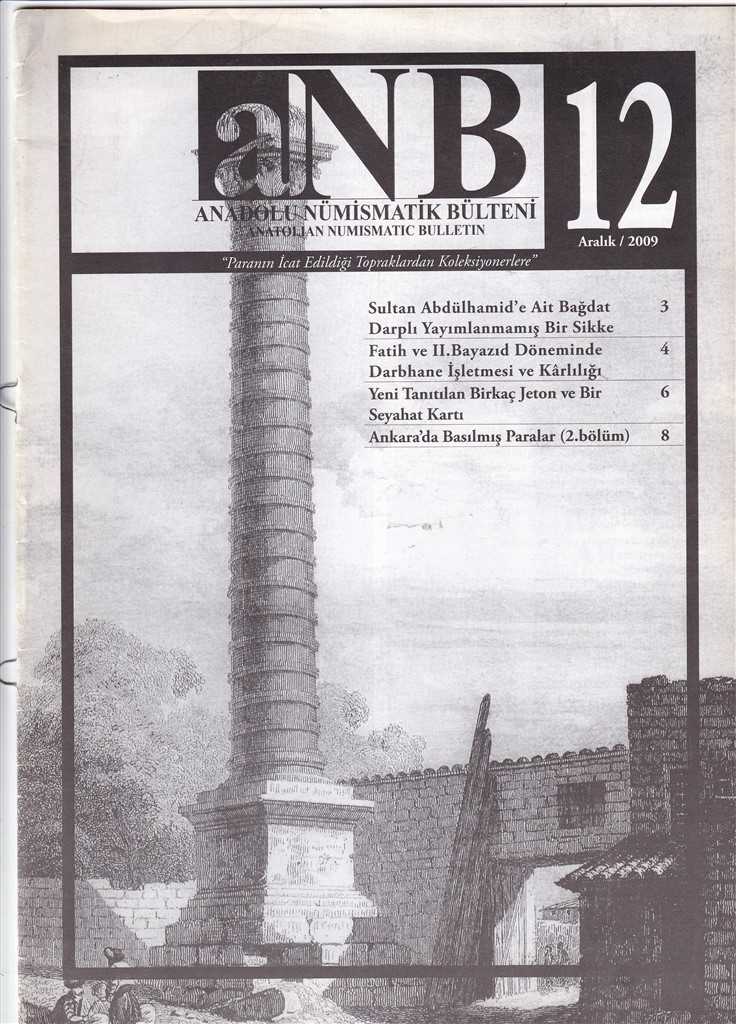 aNB
12
ANADOLU NÜMİSMATİK BÜLTENİ
ANATOLIAN NUMISMATIC BULLETIN
Aralık / 2009
“Paranın İcat Edildiği Topraklardan Koleksiyonerlere”
Sultan Abdülhamid’e Ait Bağdat 3
Darplı Yayımlanmamış Bir Sikke
Fatih ve II.Bayazıd Döneminde 4
Darbhane İşletmesi ve Kârlılığı
Yeni Tanıtılan Birkaç Jeton ve Bir 6
Seyahat Kartı
Ankara’da Basılmış Paralar (2.bölüm) 8